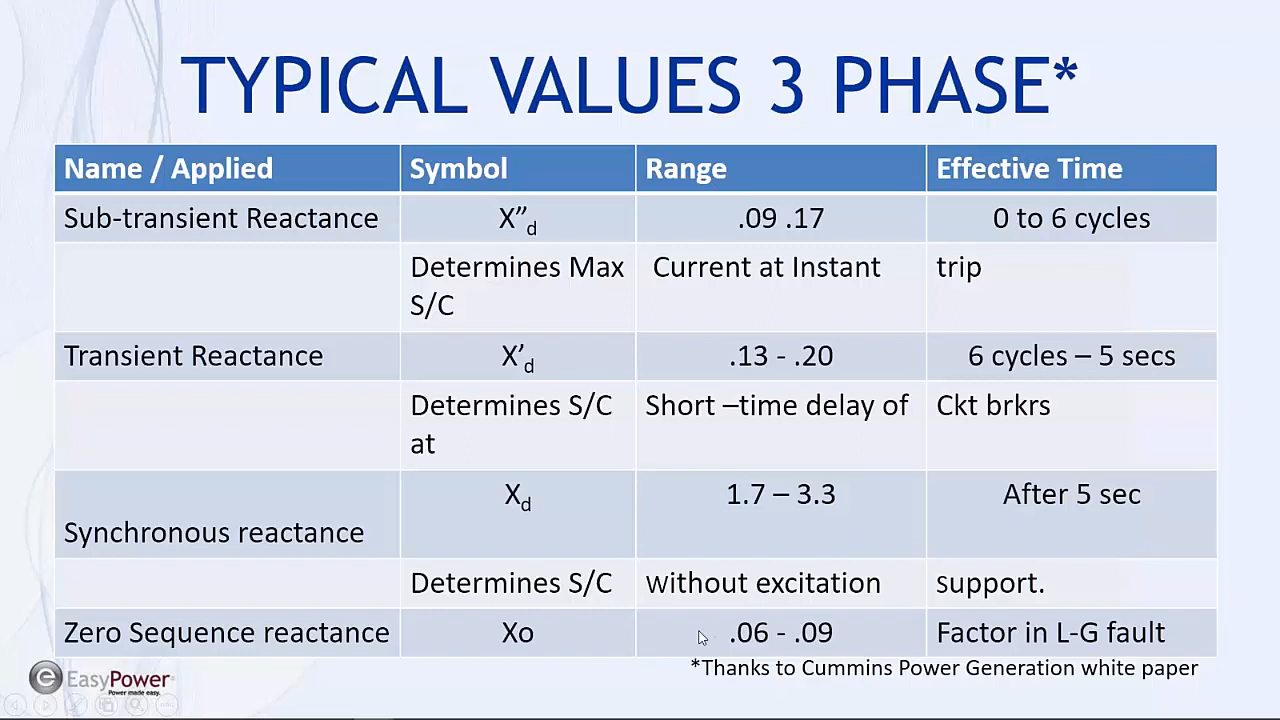 TYPICAL VALUES 3 PHASE*
Name / Applied Symbol Range Effective Time
Sub-transient Reactance X”d .09 .17 0 to 6 cycles
Determines Max Current at Instant trip
S/C
Transient Reactance X’d .13 - .20 6 cycles – 5 secs
Determines S/C Short –time delay of Ckt brkrs
at
Xd 1.7 – 3.3 After 5 sec
Synchronous reactance
Determines S/C without excitation support.
Zero Sequence reactance Xo .06 - .09 Factor in L-G fault
*Thanks to Cummins Power Generation white paper
e EasyPower
Power made easy.